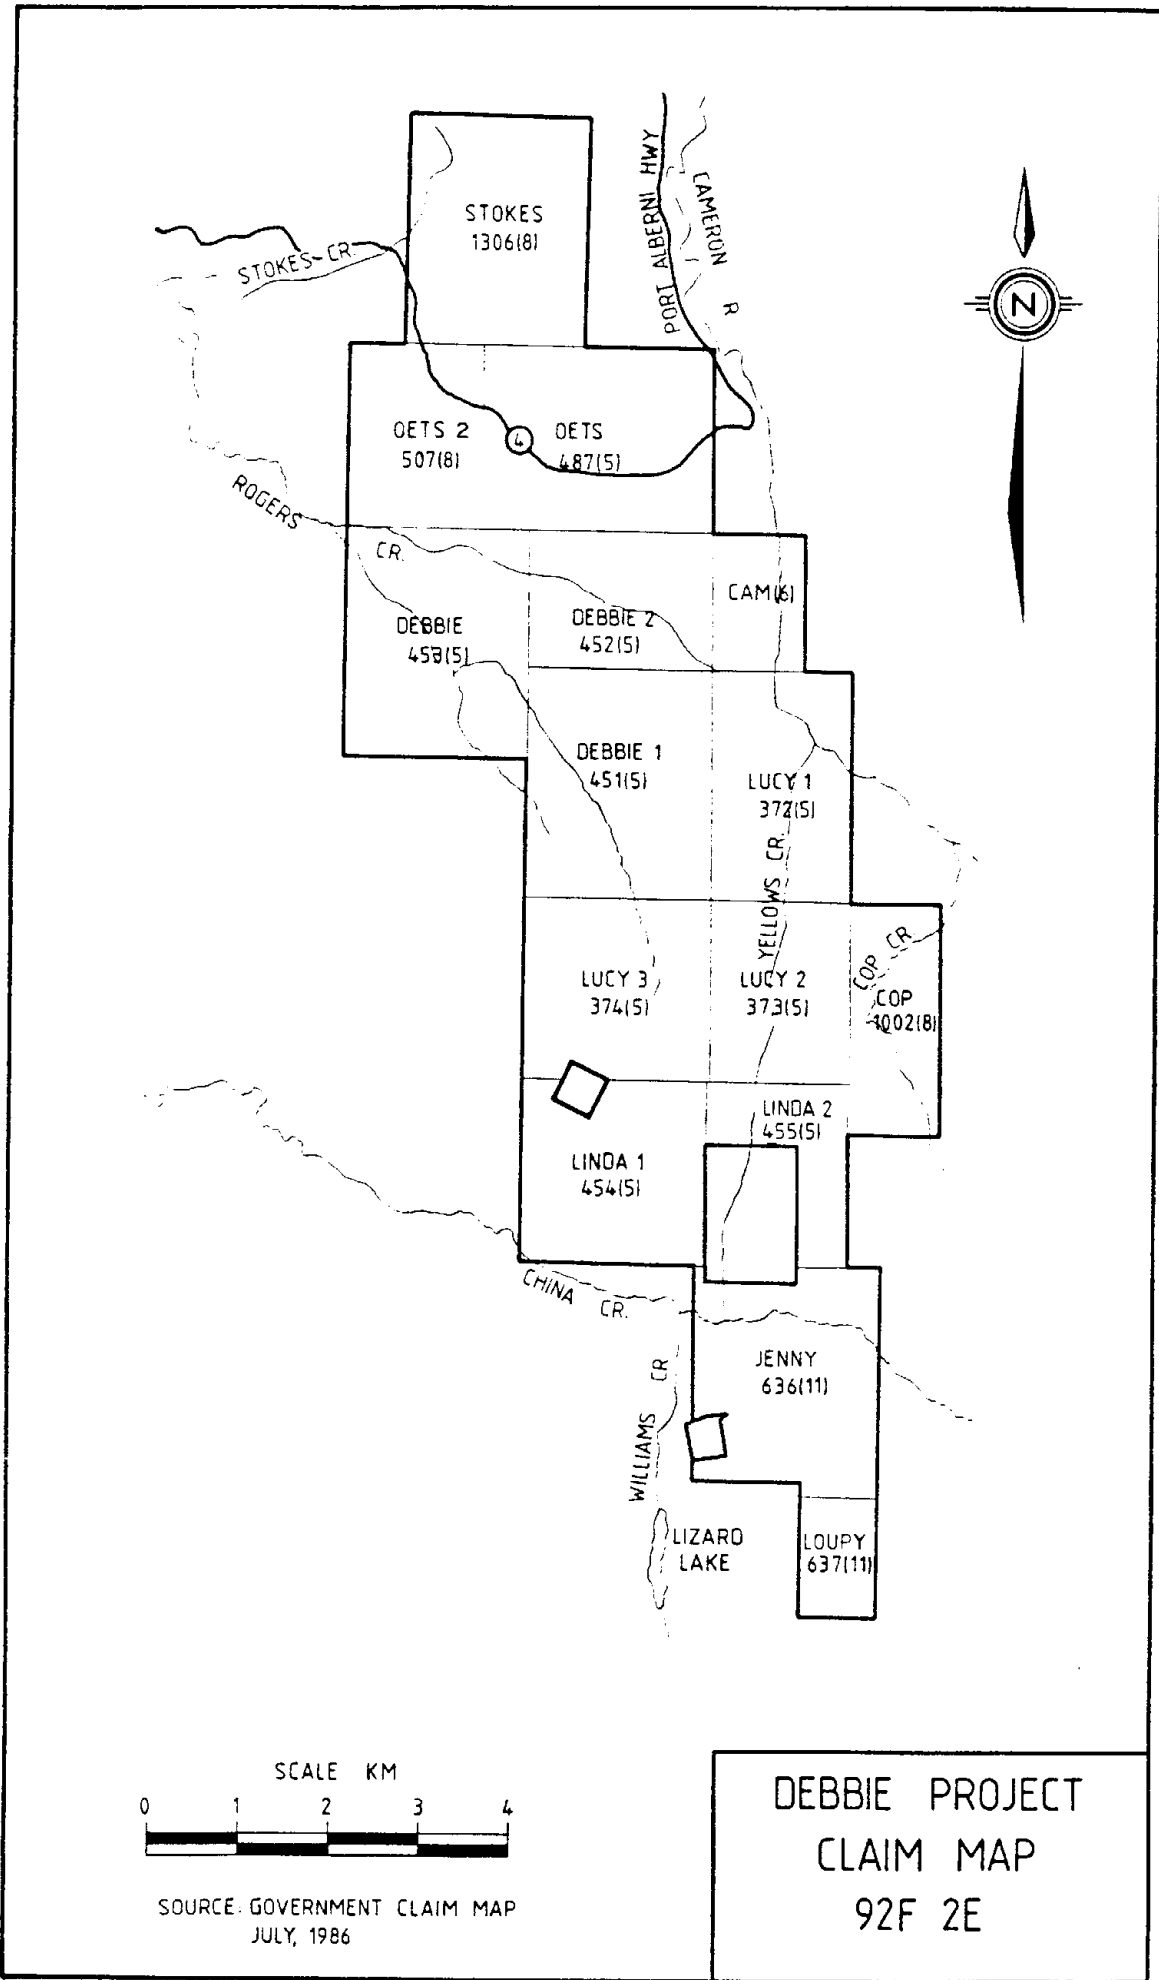 STOKES
1306(8)
PORT ALBERNI HWY
CAMERON R
STOKES CR.
N
OETS 2
507(8)
4
OETS
487(5)
ROGERS
CR.
CAM(6)
DEBBIE
453(5)
DEBBIE 2
452(5)
DEBBIE 1
451(5)
LUCY 1
372(5)
YELLOWS CR.
LUCY 3
374(5)
LUCY 2
373(5)
COP CR.
COP
1002(8)
LINDA 2
455(5)
LINDA 1
454(5)
CHINA CR.
JENNY
636(11)
WILLIAMS CR
LIZARD
LAKE
LOUPY
637(11)
SCALE KM
0 1 2 3 4
SOURCE: GOVERNMENT CLAIM MAP
JULY, 1986
DEBBIE PROJECT
CLAIM MAP
92F 2E